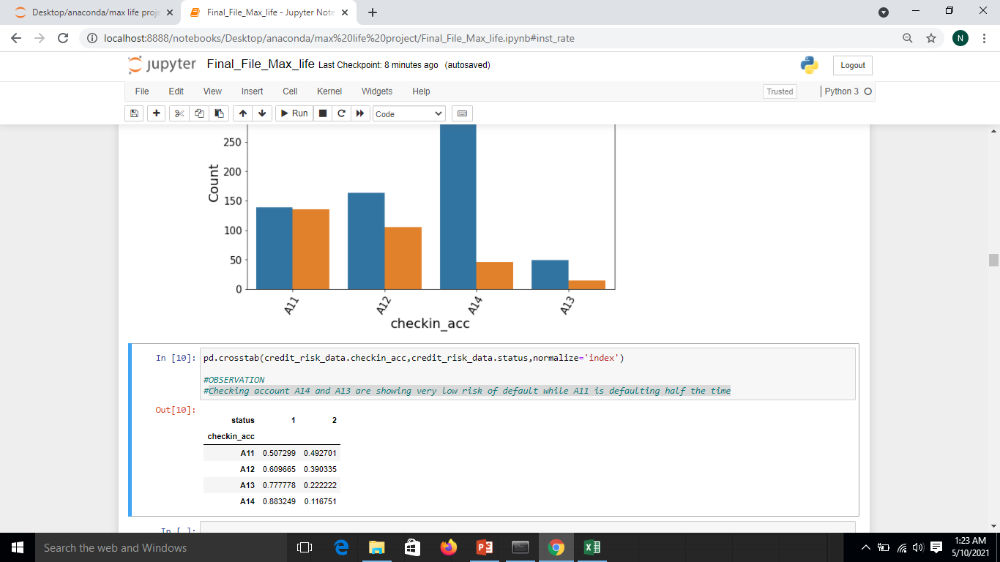 Desktop/anaconda/max life proje
Final_File_Max_life - Jupyter Note
localhost:8888/notebooks/Desktop/anaconda/max%20life%20project/Final_File_Max_life.ipynb#inst_rate
N
jupyter Final_File_Max_life Last Checkpoint: 8 minutes ago (autosaved)
Logout
File Edit View Insert Cell Kernel Widgets Help
Trusted
Python 3
Run
Code
250
200
150
100
50
0
Count
A11 A12 A14 A13
checkin_acc
In [10]: pd.crosstab(credit_risk_data.checkin_acc,credit_risk_data.status,normalize='index')
#OBSERVATION
#Checking account A14 and A13 are showing very low risk of default while A11 is defaulting half the time
Out[10]:
status 1 2
checkin_acc
A11 0.507299 0.492701
A12 0.609665 0.390335
A13 0.777778 0.222222
A14 0.883249 0.116751
In [ ]:
Search the web and Windows
1:23 AM
5/10/2021